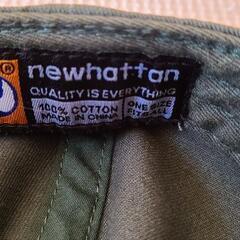 ®
newhattan
QUALITY IS EVERYTHING
100% COTTON
MADE IN CHINA
ONE SIZE
FITS ALL